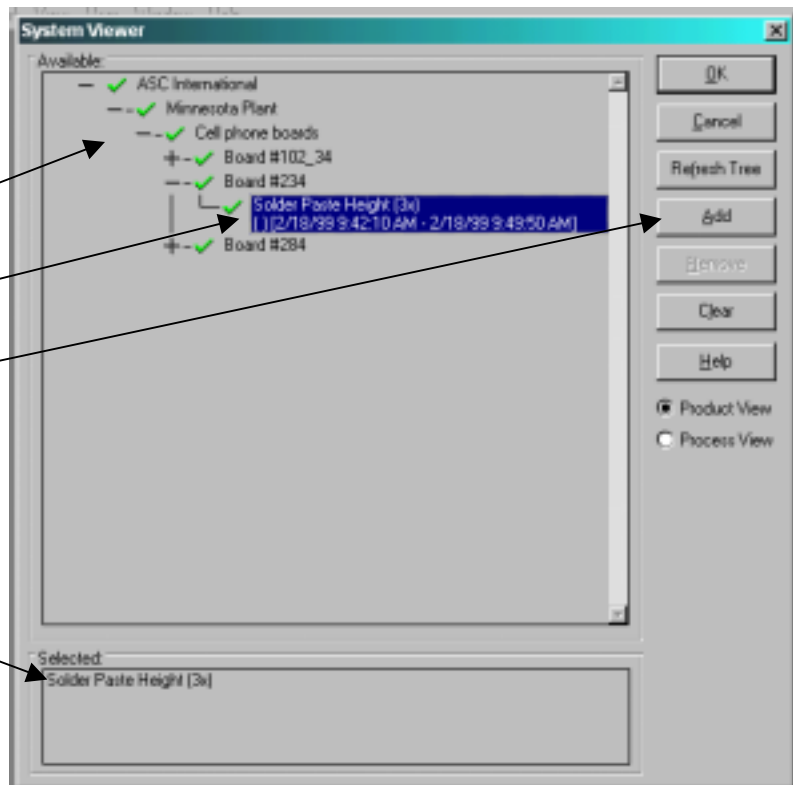 System Viewer
Available:
ASC International
Minnesota Plant
Cell phone boards
Board #102_34
Board #234
Solder Paste Height (3x)
( ) [2/18/99 9:42:10 AM - 2/18/99 9:49:50 AM]
Board #284
OK
Cancel
Refresh Tree
Add
Remove
Clear
Help
Product View
Process View
Selected:
Solder Paste Height (3x)